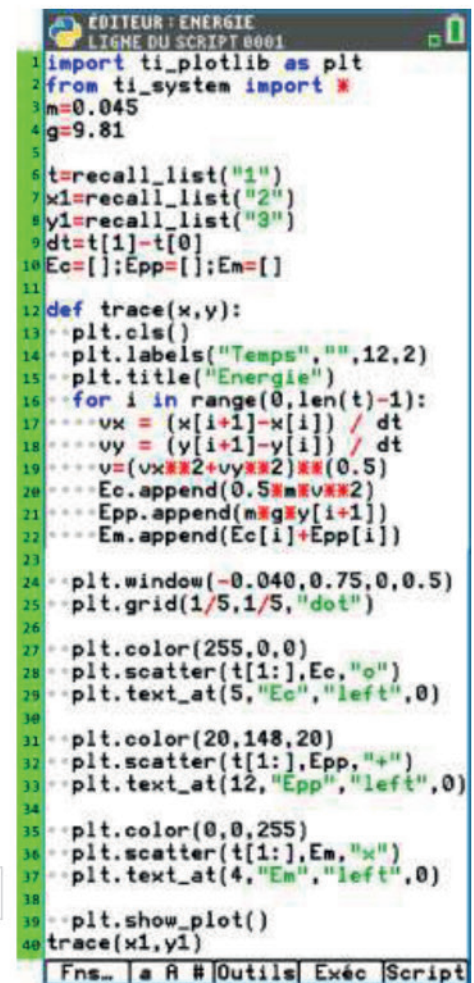 ÉDITEUR : ENERGIE
LIGNE DU SCRIPT 0001
1 import ti_plotlib as plt
2 from ti_system import *
3 m=0.045
4 g=9.81
5
6 t=recall_list("1")
7 x1=recall_list("2")
8 y1=recall_list("3")
9 dt=t[1]-t[0]
10 Ec=[];Epp=[];Em=[]
11
12 def trace(x,y):
13 ··plt.cls()
14 ··plt.labels("Temps","",12,2)
15 ··plt.title("Energie")
16 ··for i in range(0,len(t)-1):
17 ····vx = (x[i+1]-x[i]) / dt
18 ····vy = (y[i+1]-y[i]) / dt
19 ····v=(vx**2+vy**2)**(0.5)
20 ····Ec.append(0.5*m*v**2)
21 ····Epp.append(m*g*y[i+1])
22 ····Em.append(Ec[i]+Epp[i])
23
24 ··plt.window(-0.040,0.75,0,0.5)
25 ··plt.grid(1/5,1/5,"dot")
26
27 ··plt.color(255,0,0)
28 ··plt.scatter(t[1:],Ec,"o")
29 ··plt.text_at(5,"Ec","left",0)
30
31 ··plt.color(20,148,20)
32 ··plt.scatter(t[1:],Epp,"+")
33 ··plt.text_at(12,"Epp","left",0)
34
35 ··plt.color(0,0,255)
36 ··plt.scatter(t[1:],Em,"x")
37 ··plt.text_at(4,"Em","left",0)
38
39 ··plt.show_plot()
40 trace(x1,y1)
Fns… a A # Outils Exéc Script